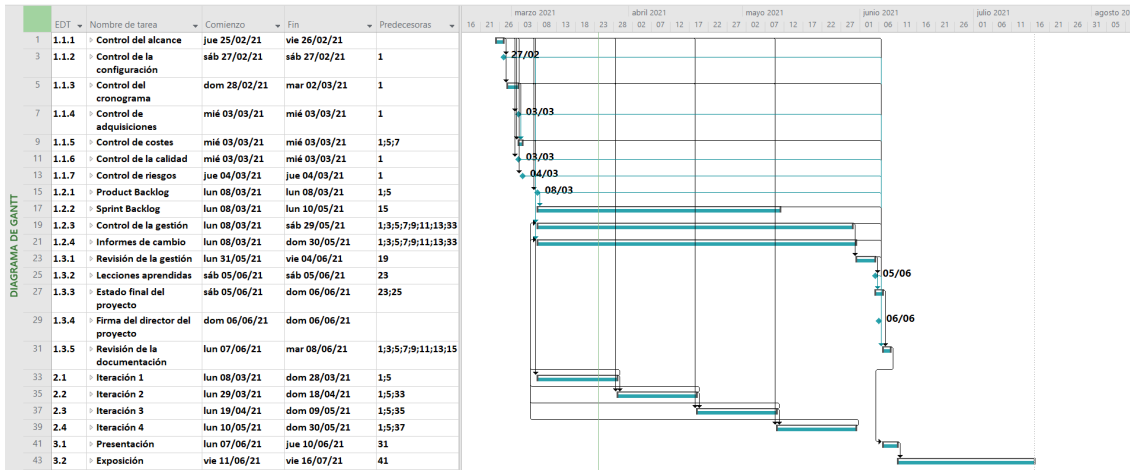 marzo 2021 abril 2021 mayo 2021 junio 2021 julio 2021 agosto 20
EDT Nombre de tarea Comienzo Fin Predecesoras 16 21 26 03 08 13 18 23 28 02 07 12 17 22 27 02 07 12 17 22 27 01 06 11 16 21 26 01 06 11 16 21 26 31 05
1 1.1.1 Control del alcance jue 25/02/21 vie 26/02/21
3 1.1.2 Control de la sáb 27/02/21 sáb 27/02/21 1 27/02
configuración
5 1.1.3 Control del dom 28/02/21 mar 02/03/21 1
cronograma
7 1.1.4 Control de mié 03/03/21 mié 03/03/21 1 03/03
adquisiciones
9 1.1.5 Control de costes mié 03/03/21 mié 03/03/21 1;5;7
11 1.1.6 Control de la calidad mié 03/03/21 mié 03/03/21 1 03/03
13 1.1.7 Control de riesgos jue 04/03/21 jue 04/03/21 1 04/03
15 1.2.1 Product Backlog lun 08/03/21 lun 08/03/21 1;5 08/03
17 1.2.2 Sprint Backlog lun 08/03/21 lun 10/05/21 15
19 1.2.3 Control de la gestión lun 08/03/21 sáb 29/05/21 1;3;5;7;9;11;13;33
21 1.2.4 Informes de cambio lun 08/03/21 dom 30/05/21 1;3;5;7;9;11;13;33
23 1.3.1 Revisión de la gestión lun 31/05/21 vie 04/06/21 19
25 1.3.2 Lecciones aprendidas sáb 05/06/21 sáb 05/06/21 23 05/06
27 1.3.3 Estado final del sáb 05/06/21 dom 06/06/21 23;25
proyecto
29 1.3.4 Firma del director del dom 06/06/21 dom 06/06/21 06/06
proyecto
31 1.3.5 Revisión de la lun 07/06/21 mar 08/06/21 1;3;5;7;9;11;13;15
documentación
33 2.1 Iteración 1 lun 08/03/21 dom 28/03/21 1;5
35 2.2 Iteración 2 lun 29/03/21 dom 18/04/21 1;5;33
37 2.3 Iteración 3 lun 19/04/21 dom 09/05/21 1;5;35
39 2.4 Iteración 4 lun 10/05/21 dom 30/05/21 1;5;37
41 3.1 Presentación lun 07/06/21 jue 10/06/21 31
43 3.2 Exposición vie 11/06/21 vie 16/07/21 41
DIAGRAMA DE GANTT